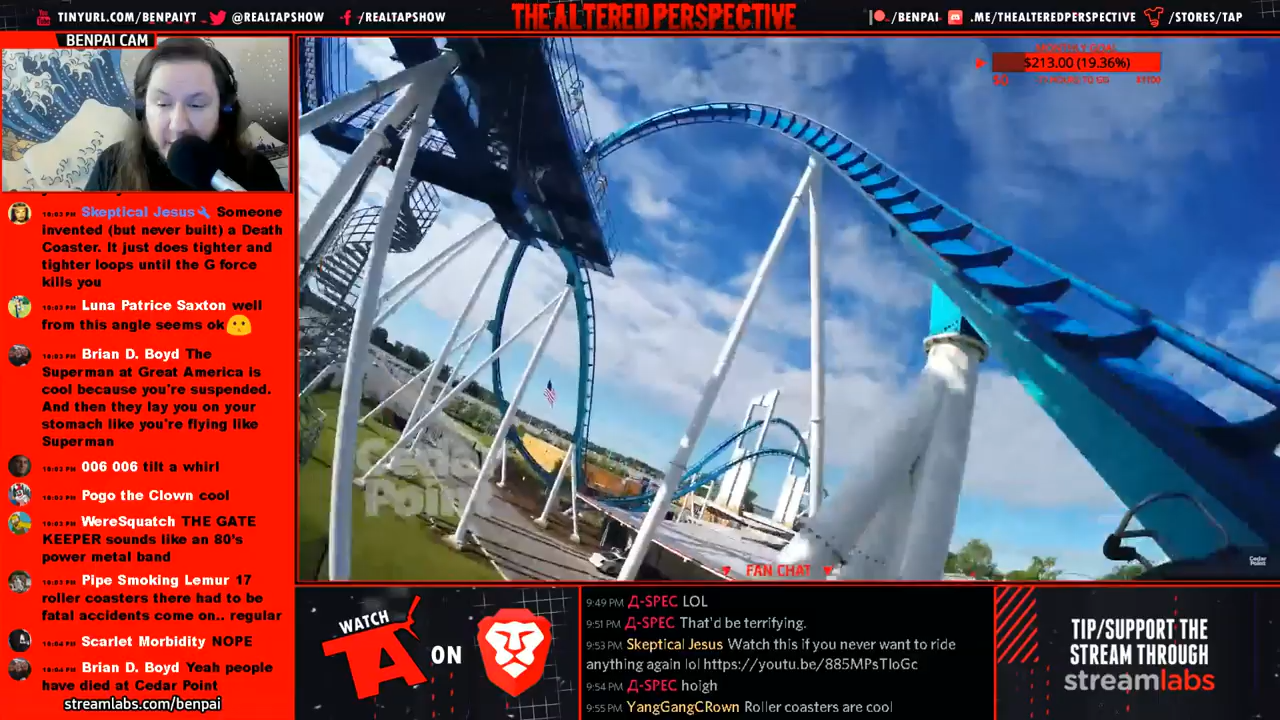 TINYURL.COM/BENPAIYT @REALTAPSHOW /REALTAPSHOW THE ALTERED PERSPECTIVE /BENPAI .ME/THEALTEREDPERSPECTIVE /STORES/TAP
BENPAI CAM
MONTHLY GOAL
$213.00 (19.36%)
$0
Skeptical Jesus Someone
invented (but never built) a Death
Coaster. It just does tighter and
tighter loops until the G force
kills you
Luna Patrice Saxton well
from this angle seems ok
Brian D. Boyd The
Superman at Great America is
cool because you're suspended.
And then they lay you on your
stomach like you're flying like
Superman
006 006 tilt a whirl
Pogo the Clown cool
WereSquatch THE GATE
KEEPER sounds like an 80's
power metal band
Pipe Smoking Lemur 17
roller coasters there had to be
fatal accidents come on.. regular
Scarlet Morbidity NOPE
Brian D. Boyd Yeah people
have died at Cedar Point
streamlabs.com/benpai
Cedar
Point
Cedar
Point
FAN CHAT
WATCH
TA ON
9:49 PM Д-SPEC LOL
9:51 PM Д-SPEC That'd be terrifying.
9:53 PM Skeptical Jesus Watch this if you never want to ride
anything again lol https://youtu.be/885MPsTloGc
9:54 PM Д-SPEC hoigh
9:55 PM YangGangCRown Roller coasters are cool
TIP/SUPPORT THE
STREAM THROUGH
streamlabs